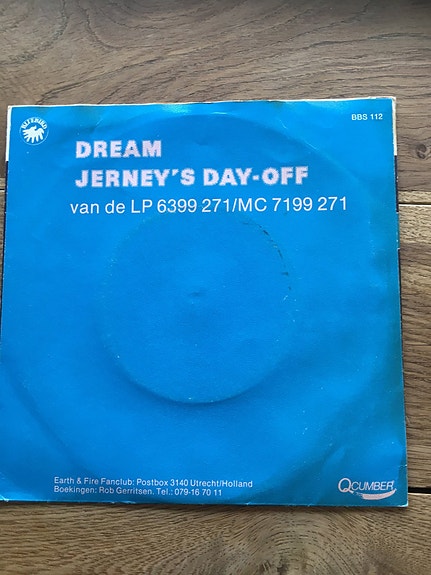 BLUEBIRD
BBS 112
DREAM
JERNEY'S DAY-OFF
van de LP 6399 271/MC 7199 271
Earth & Fire Fanclub: Postbox 3140 Utrecht/Holland
Boekingen: Rob Gerritsen. Tel.: 079-16 70 11
QCUMBER